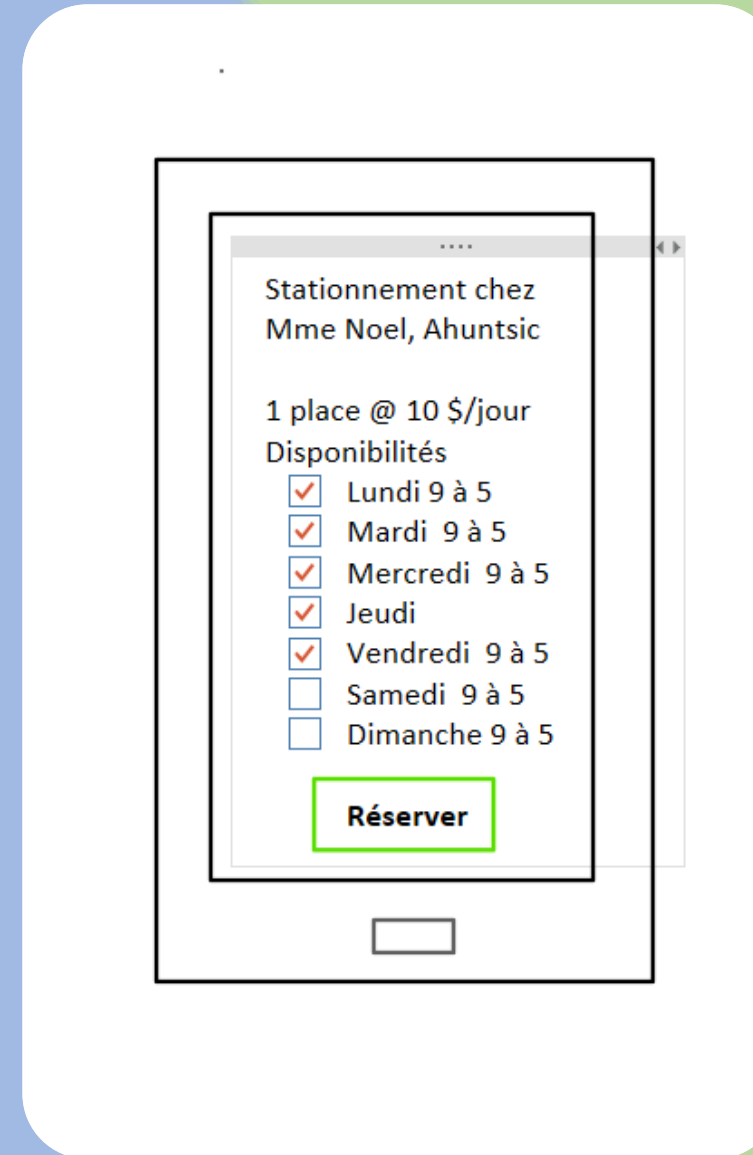 Stationnement chez
Mme Noel, Ahuntsic
1 place @ 10 $/jour
Disponibilités
Lundi 9 à 5
Mardi 9 à 5
Mercredi 9 à 5
Jeudi
Vendredi 9 à 5
Samedi 9 à 5
Dimanche 9 à 5
Réserver